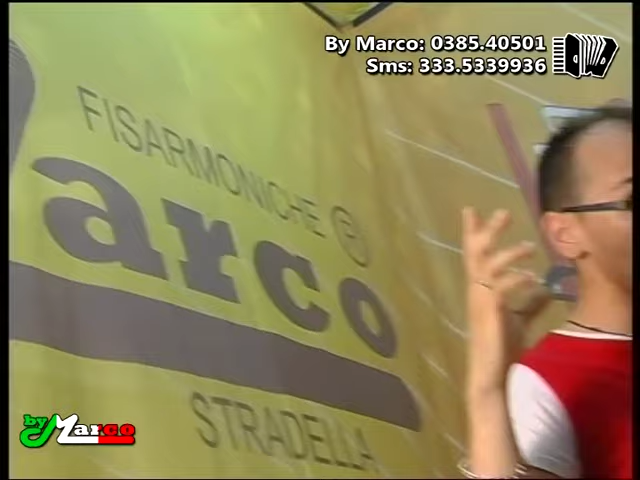 By Marco: 0385.40501
Sms: 333.5339936
FISARMONICHE
arco
STRADELLA
by Marco